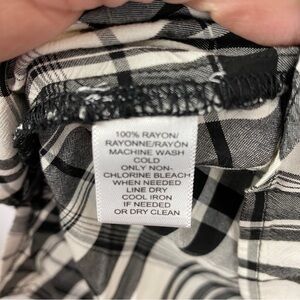 100% RAYON/
RAYONNE/RAYÓN
MACHINE WASH
COLD
ONLY NON-
CHLORINE BLEACH
WHEN NEEDED
LINE DRY
COOL IRON
IF NEEDED
OR DRY CLEAN